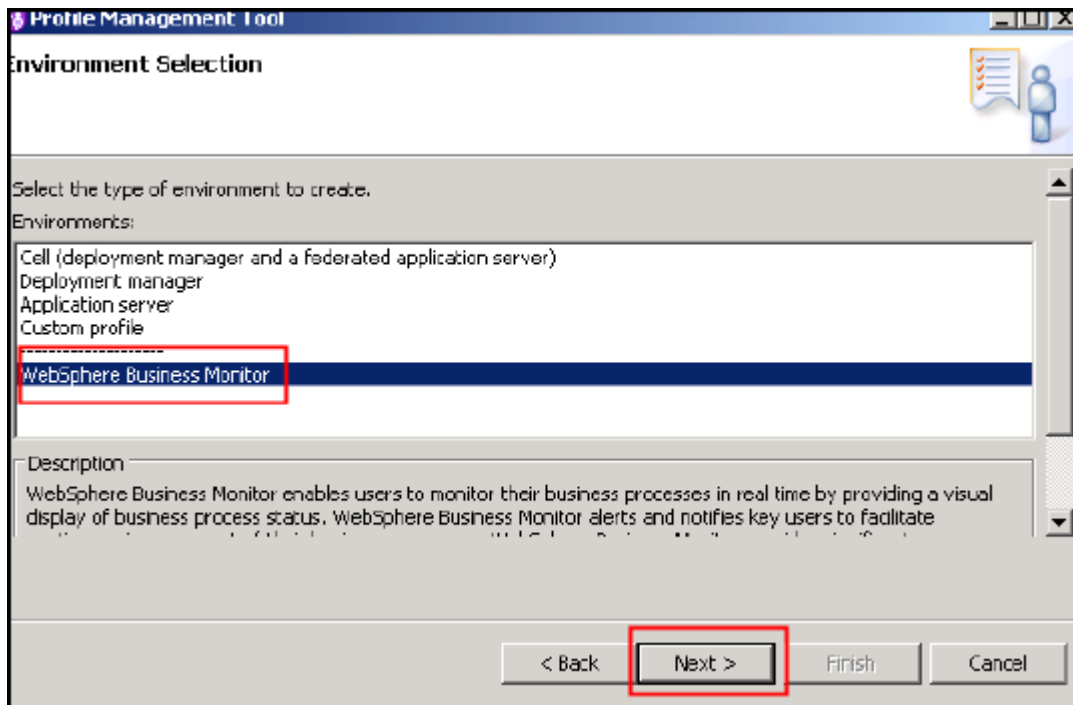 Profile Management Tool
Environment Selection
Select the type of environment to create.
Environments:
Cell (deployment manager and a federated application server)
Deployment manager
Application server
Custom profile
--------------------
WebSphere Business Monitor
Description
WebSphere Business Monitor enables users to monitor their business processes in real time by providing a visual
display of business process status. WebSphere Business Monitor alerts and notifies key users to facilitate
< Back
Next >
Finish
Cancel